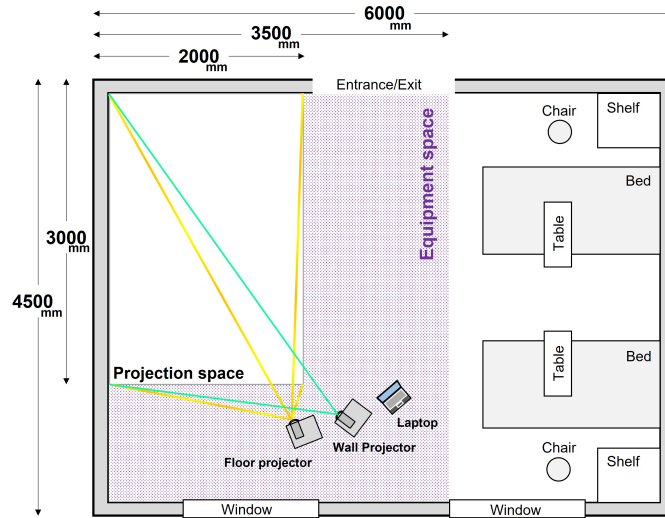 6000
mm
3500
mm
2000
mm
Entrance/Exit
Chair
Shelf
Equipment space
Bed
Table
3000
mm
4500
mm
Projection space
Table
Bed
Laptop
Wall Projector
Floor projector
Chair
Shelf
Window
Window